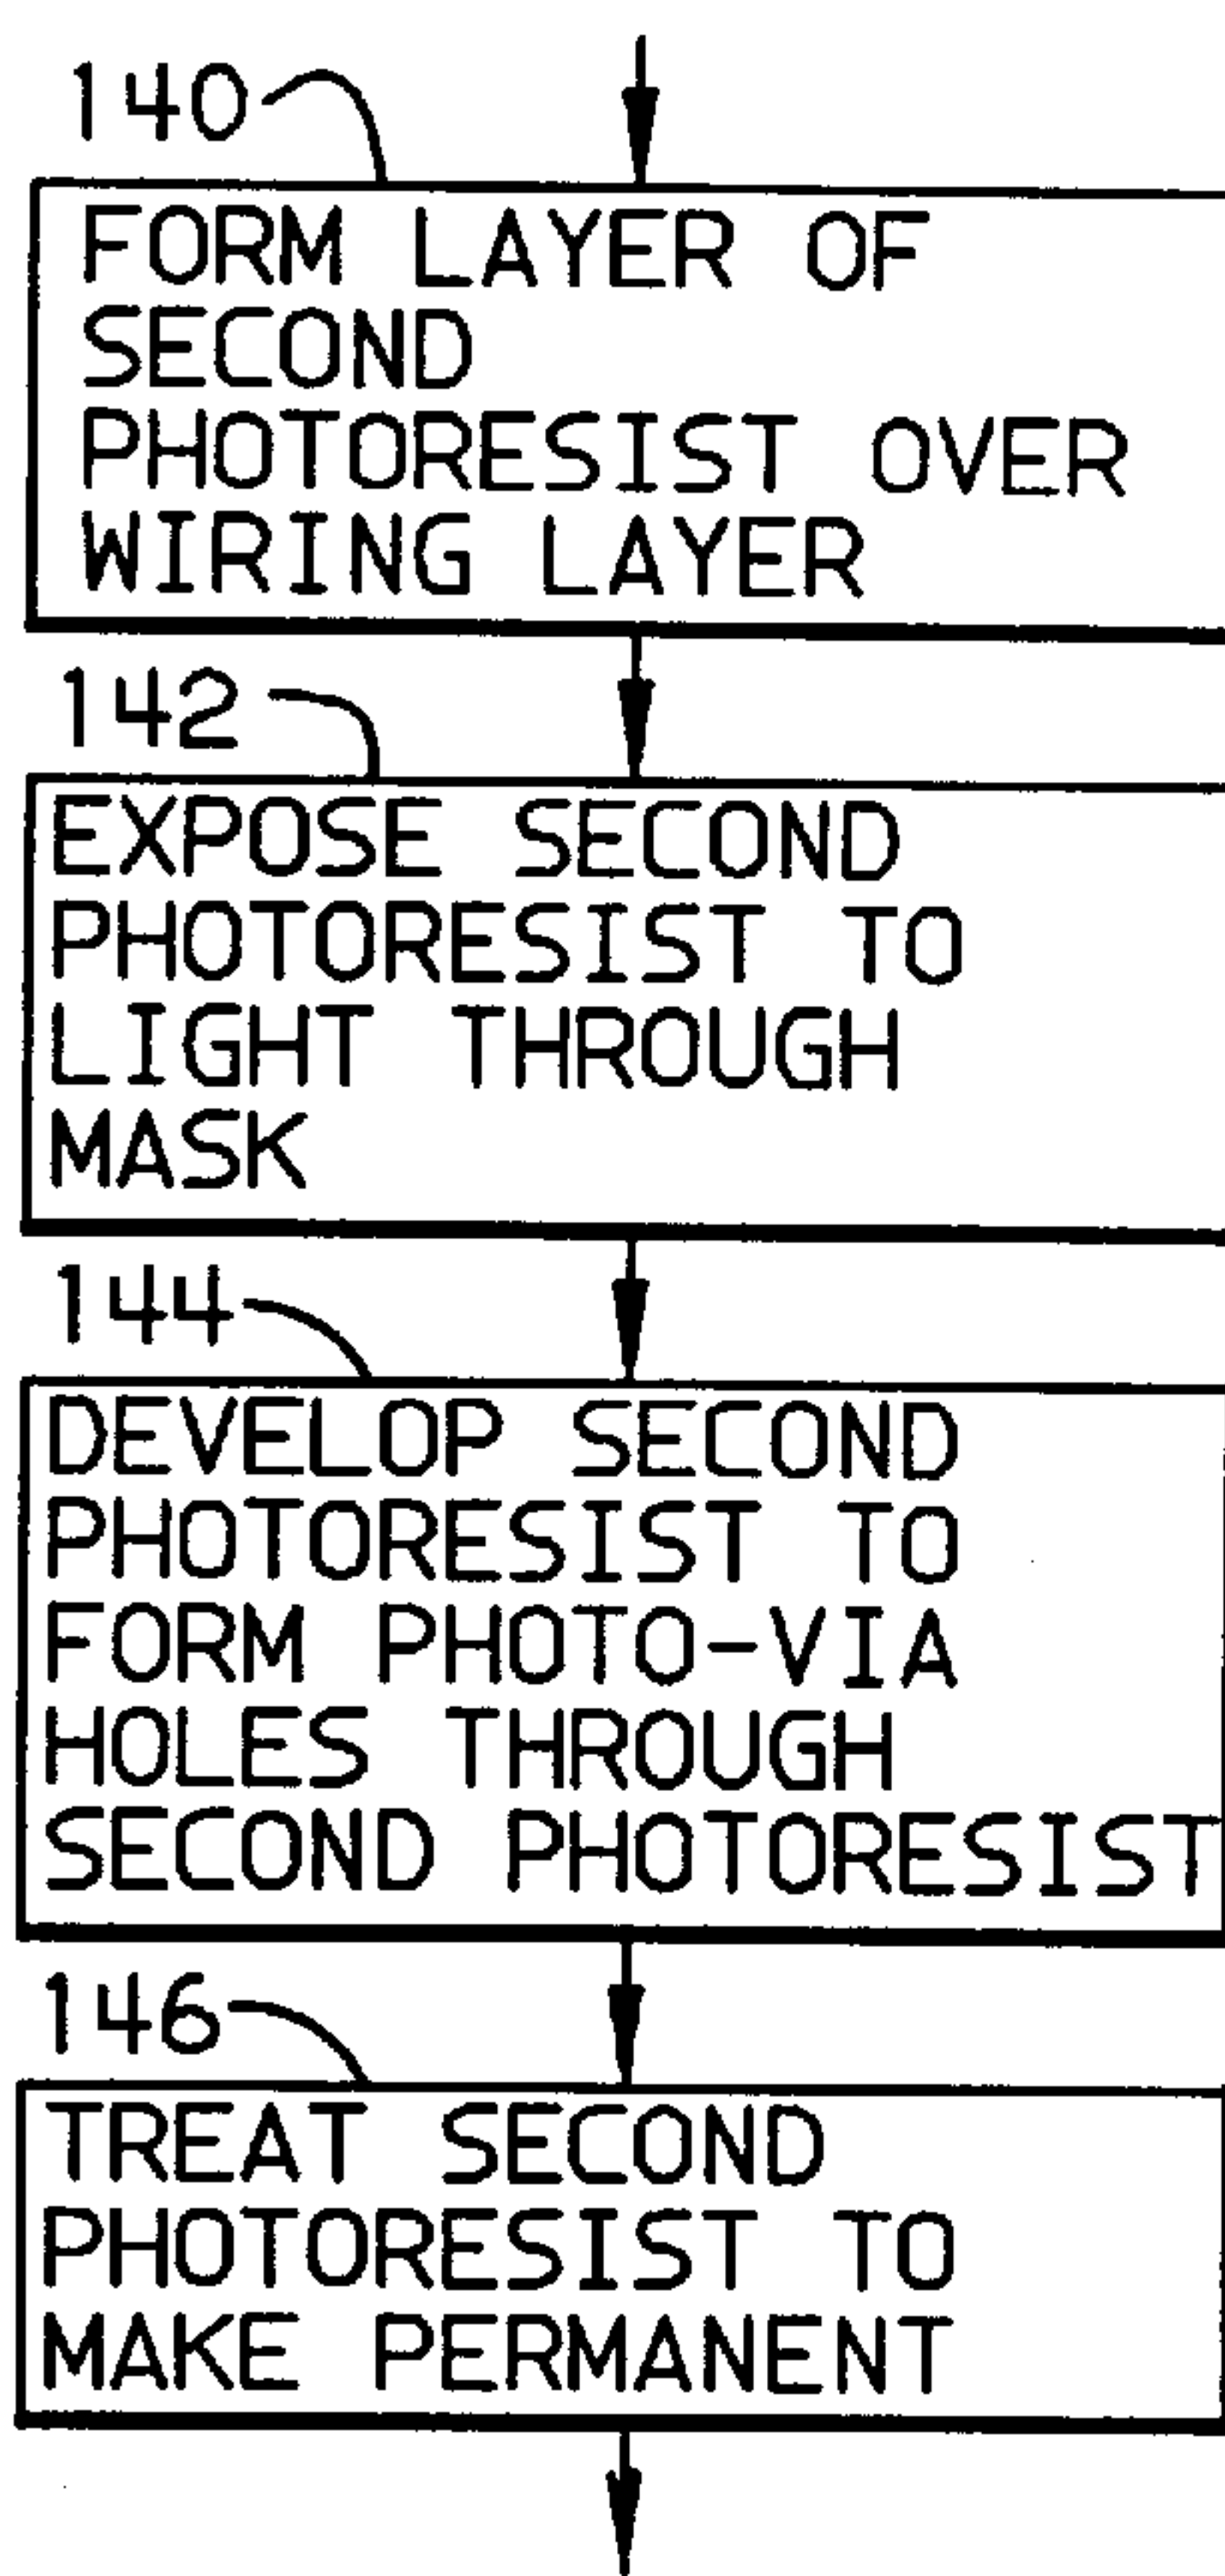 140
FORM LAYER OF
SECOND
PHOTORESIST OVER
WIRING LAYER
142
EXPOSE SECOND
PHOTORESIST TO
LIGHT THROUGH
MASK
144
DEVELOP SECOND
PHOTORESIST TO
FORM PHOTO-VIA
HOLES THROUGH
SECOND PHOTORESIST
146
TREAT SECOND
PHOTORESIST TO
MAKE PERMANENT